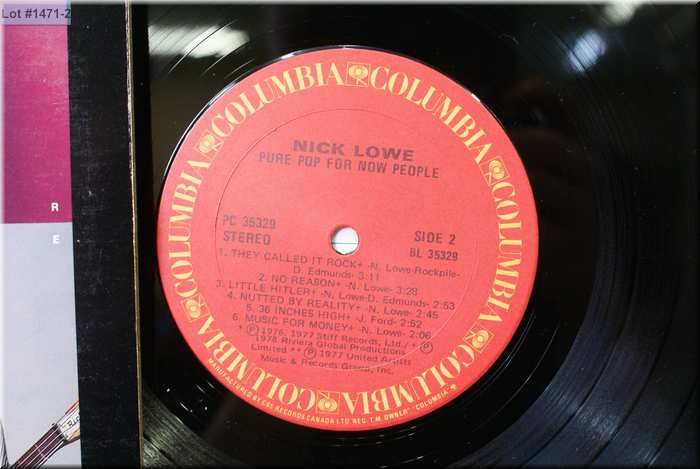 Lot #1471-2
R
E
COLUMBIA COLUMBIA COLUMBIA COLUMBIA COLUMBIA COLUMBIA
NICK LOWE
PURE POP FOR NOW PEOPLE
PC 35329
STEREO
SIDE 2
BL 35329
1. THEY CALLED IT ROCK+ -N. Lowe-Rockpile-
D. Edmunds- 3:11
2. NO REASON+ -N. Lowe- 3:28
3. LITTLE HITLER+ -N. Lowe-D. Edmunds- 2:53
4. NUTTED BY REALITY+ -N. Lowe- 2:45
5. 36 INCHES HIGH+ -J. Ford- 2:52
6. MUSIC FOR MONEY+ -N. Lowe- 2:06
* Ⓟ 1976, 1977 Stiff Records, Ltd./+ Ⓟ
1978 Riviera Global Productions
Limited ** Ⓟ 1977 United Artists
Music & Records Group, Inc.
MANUFACTURED BY CBS RECORDS CANADA LTD REG. T.M. OWNER "COLUMBIA"